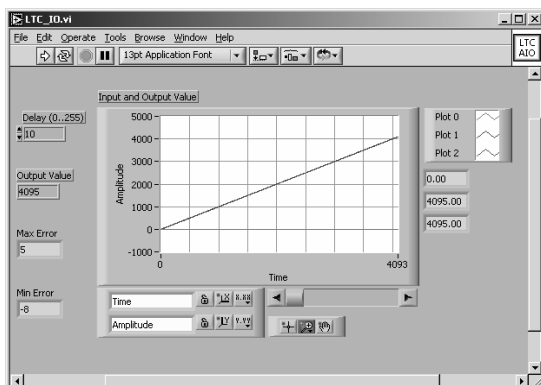 LTC_IO.vi
File Edit Operate Tools Browse Window Help
13pt Application Font
LTC
AIO
Input and Output Value
Delay (0..255)
10
Output Value
4095
Max Error
5
Min Error
-8
5000
4000
3000
2000
1000
0
-1000
Amplitude
0
4093
Time
Plot 0
Plot 1
Plot 2
0.00
4095.00
4095.00
Time
X
X.XX
Amplitude
Y
Y.YY